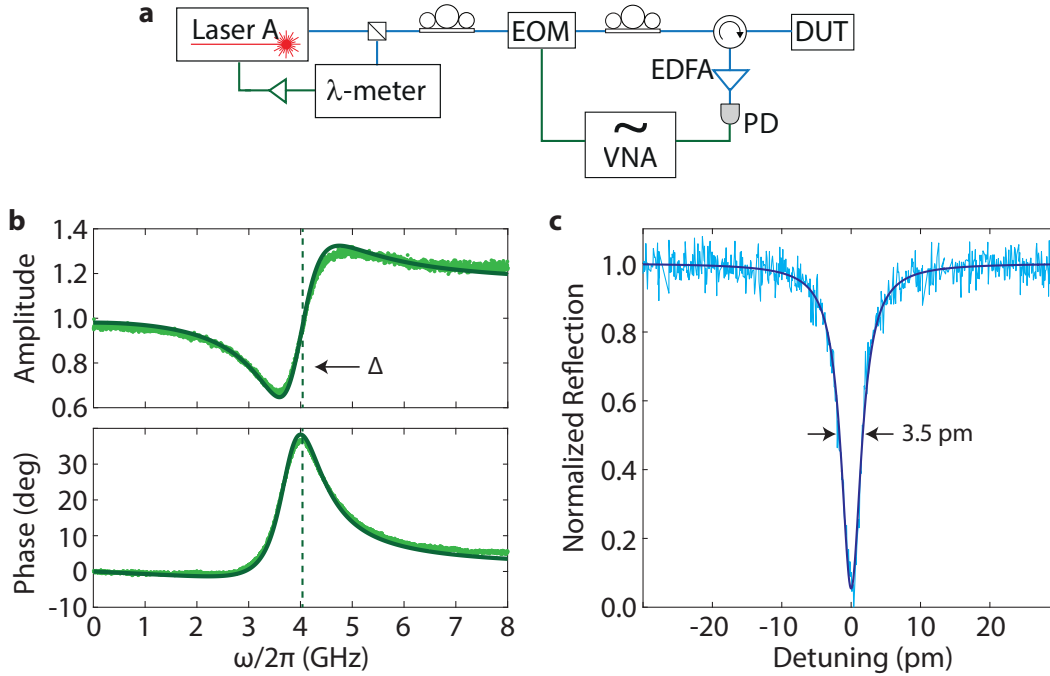 a
Laser A
λ-meter
EOM
DUT
EDFA
PD
~
VNA
b
Amplitude
1.4
1.2
1.0
0.8
0.6
Δ
Phase (deg)
30
20
10
0
-10
0 1 2 3 4 5 6 7 8
ω/2π (GHz)
c
Normalized Reflection
1.0
0.8
0.6
0.4
0.2
0.0
3.5 pm
-20 -10 0 10 20
Detuning (pm)